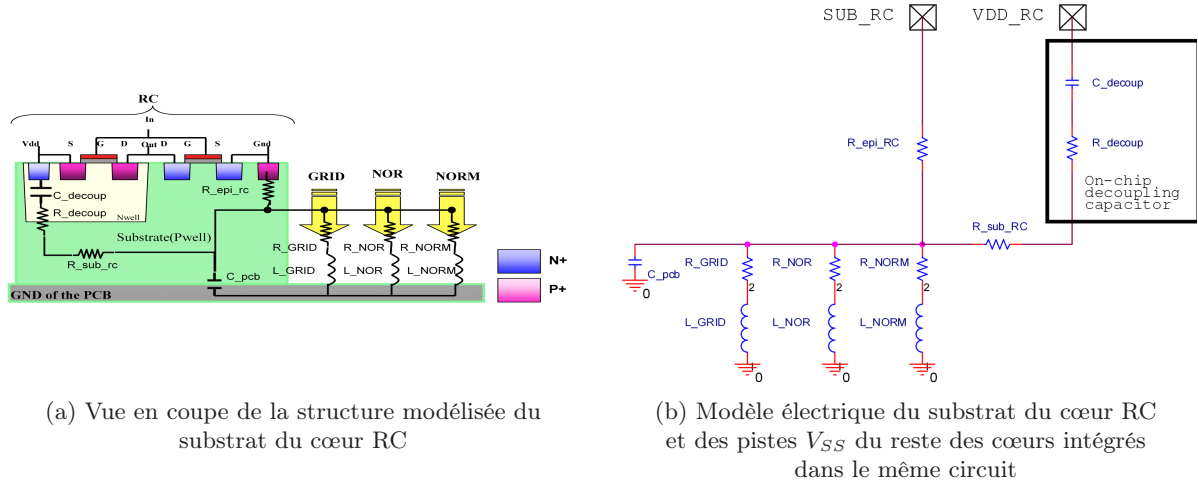 RC
In
Vdd S G D Out D G S Gnd
C_decoup
R_decoup
Nwell
R_epi_rc
Substrate(Pwell)
R_sub_rc
C_pcb
GRID NOR NORM
R_GRID R_NOR R_NORM
L_GRID L_NOR L_NORM
GND of the PCB
N+
P+
(a) Vue en coupe de la structure modélisée du
substrat du cœur RC
SUB_RC VDD_RC
C_decoup
R_epi_RC
R_decoup
On-chip
decoupling
capacitor
R_sub_RC
C_pcb
0
R_GRID R_NOR R_NORM
2 2 2
L_GRID L_NOR L_NORM
0 0 0
(b) Modèle électrique du substrat du cœur RC
et des pistes VSS du reste des cœurs intégrés
dans le même circuit